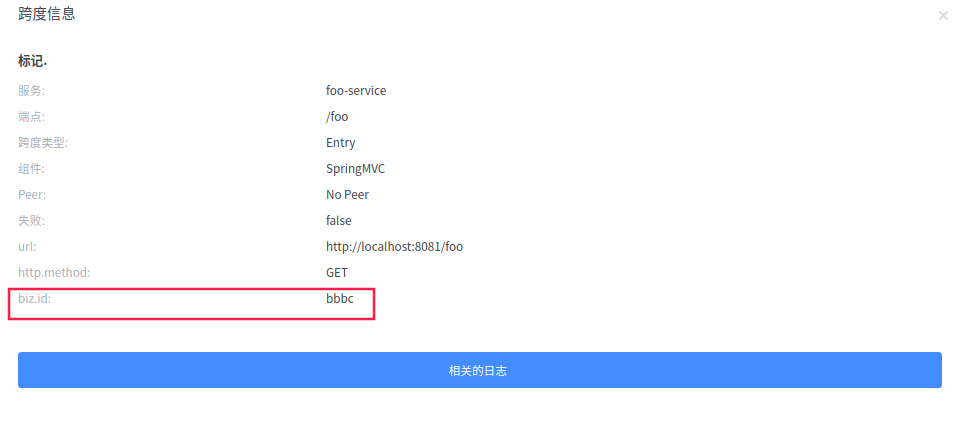 跨度信息
标记.
服务: foo-service
端点: /foo
跨度类型: Entry
组件: SpringMVC
Peer: No Peer
失败: false
url: http://localhost:8081/foo
http.method: GET
biz.id: bbbc
相关的日志